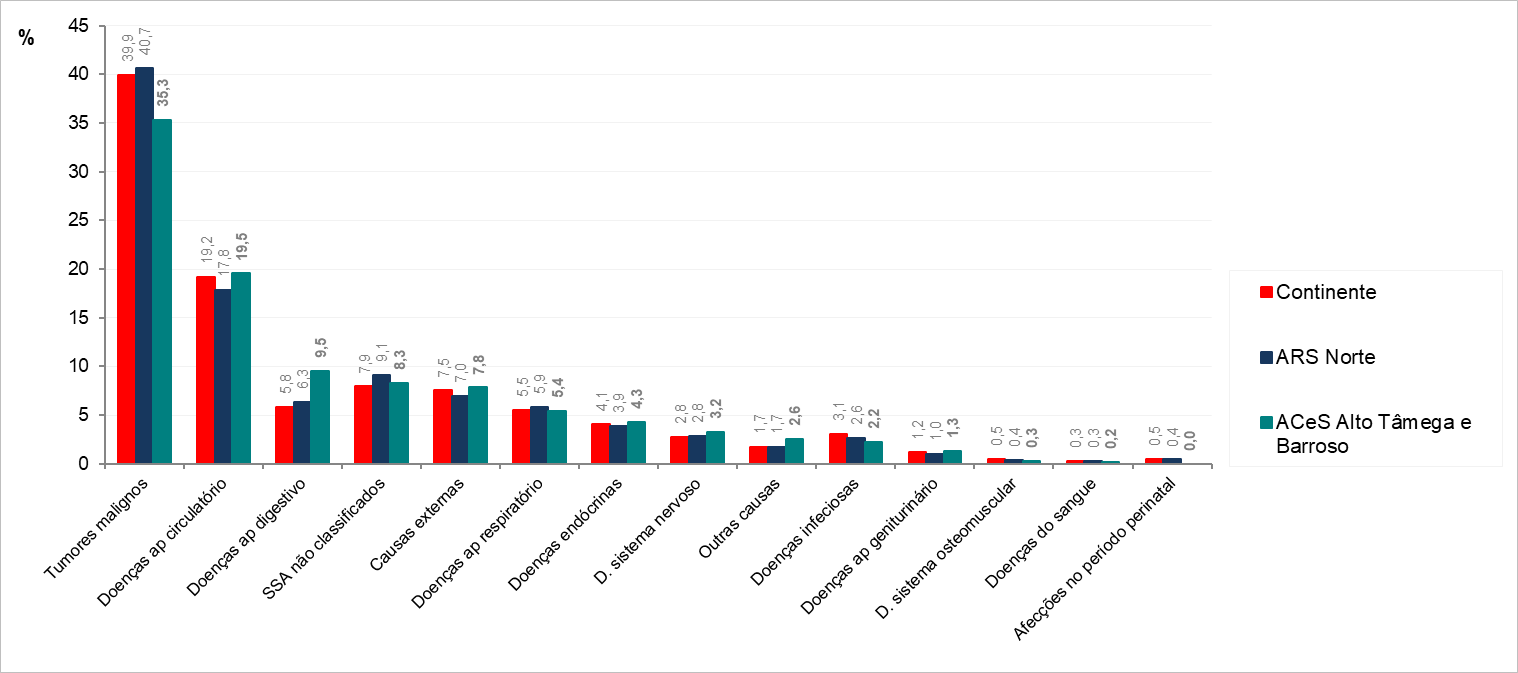 %
45
40
35
30
25
20
15
10
5
0
39,9
40,7
35,3
19,2
17,8
19,5
5,8
6,3
9,5
7,9
9,1
8,3
7,5
7,0
7,8
5,5
5,9
5,4
4,1
3,9
4,3
2,8
2,8
3,2
1,7
1,7
2,6
3,1
2,6
2,2
1,2
1,0
1,3
0,5
0,4
0,3
0,3
0,3
0,2
0,5
0,4
0,0
Tumores malignos
Doenças ap circulatório
Doenças ap digestivo
SSA não classificados
Causas externas
Doenças ap respiratório
Doenças endócrinas
D. sistema nervoso
Outras causas
Doenças infeciosas
Doenças ap geniturinário
D. sistema osteomuscular
Doenças do sangue
Afecções no período perinatal
Continente
ARS Norte
ACeS Alto Tâmega e
Barroso